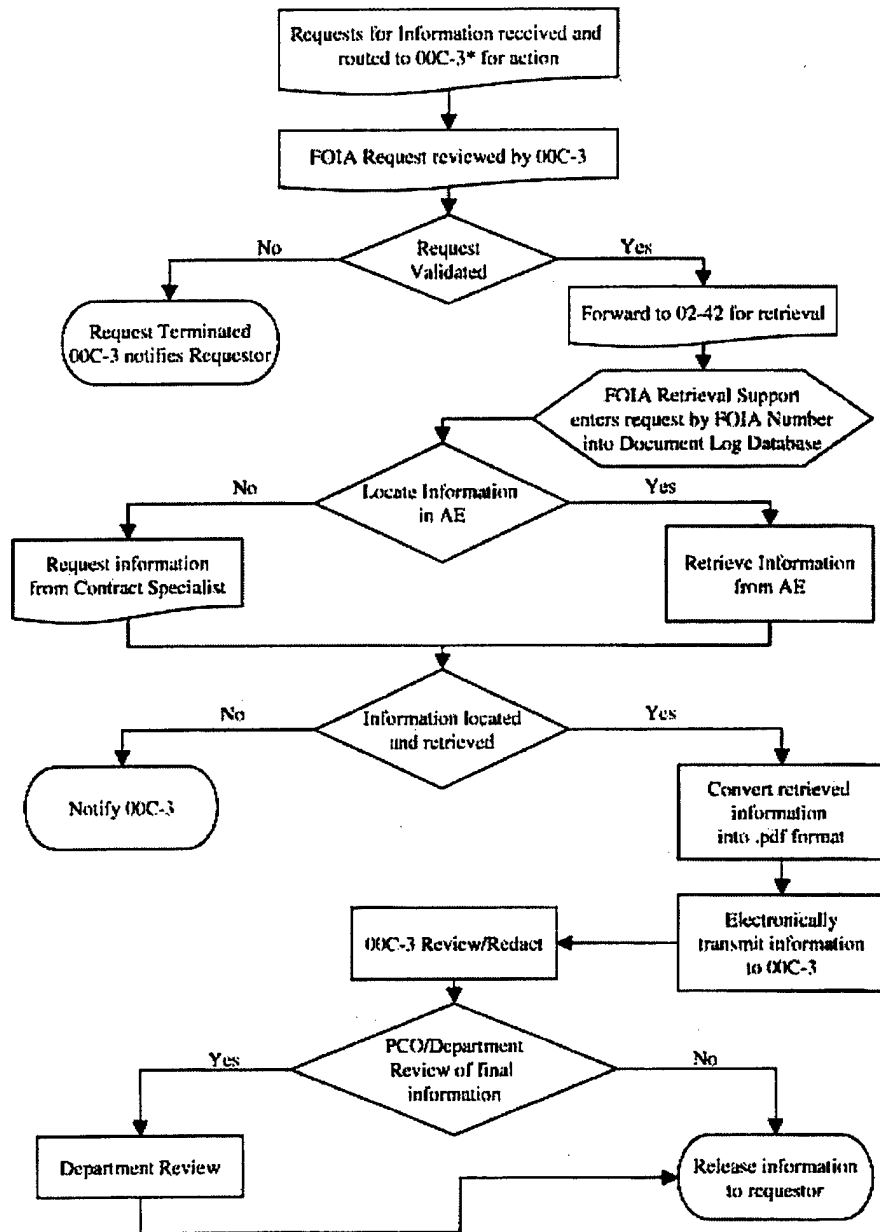 Requests for Information received and
routed to 00C-3* for action
FOIA Request reviewed by 00C-3
Request
Validated
No
Yes
Request Terminated
00C-3 notifies Requestor
Forward to 02-42 for retrieval
FOIA Retrieval Support
enters request by FOIA Number
into Document Log Database
Locate Information
in AE
No
Yes
Request information
from Contract Specialist
Retrieve Information
from AE
Information located
and retrieved
No
Yes
Notify 00C-3
Convert retrieved
information
into .pdf format
Electronically
transmit information
to 00C-3
00C-3 Review/Redact
PCO/Department
Review of final
information
Yes
No
Department Review
Release information
to requestor